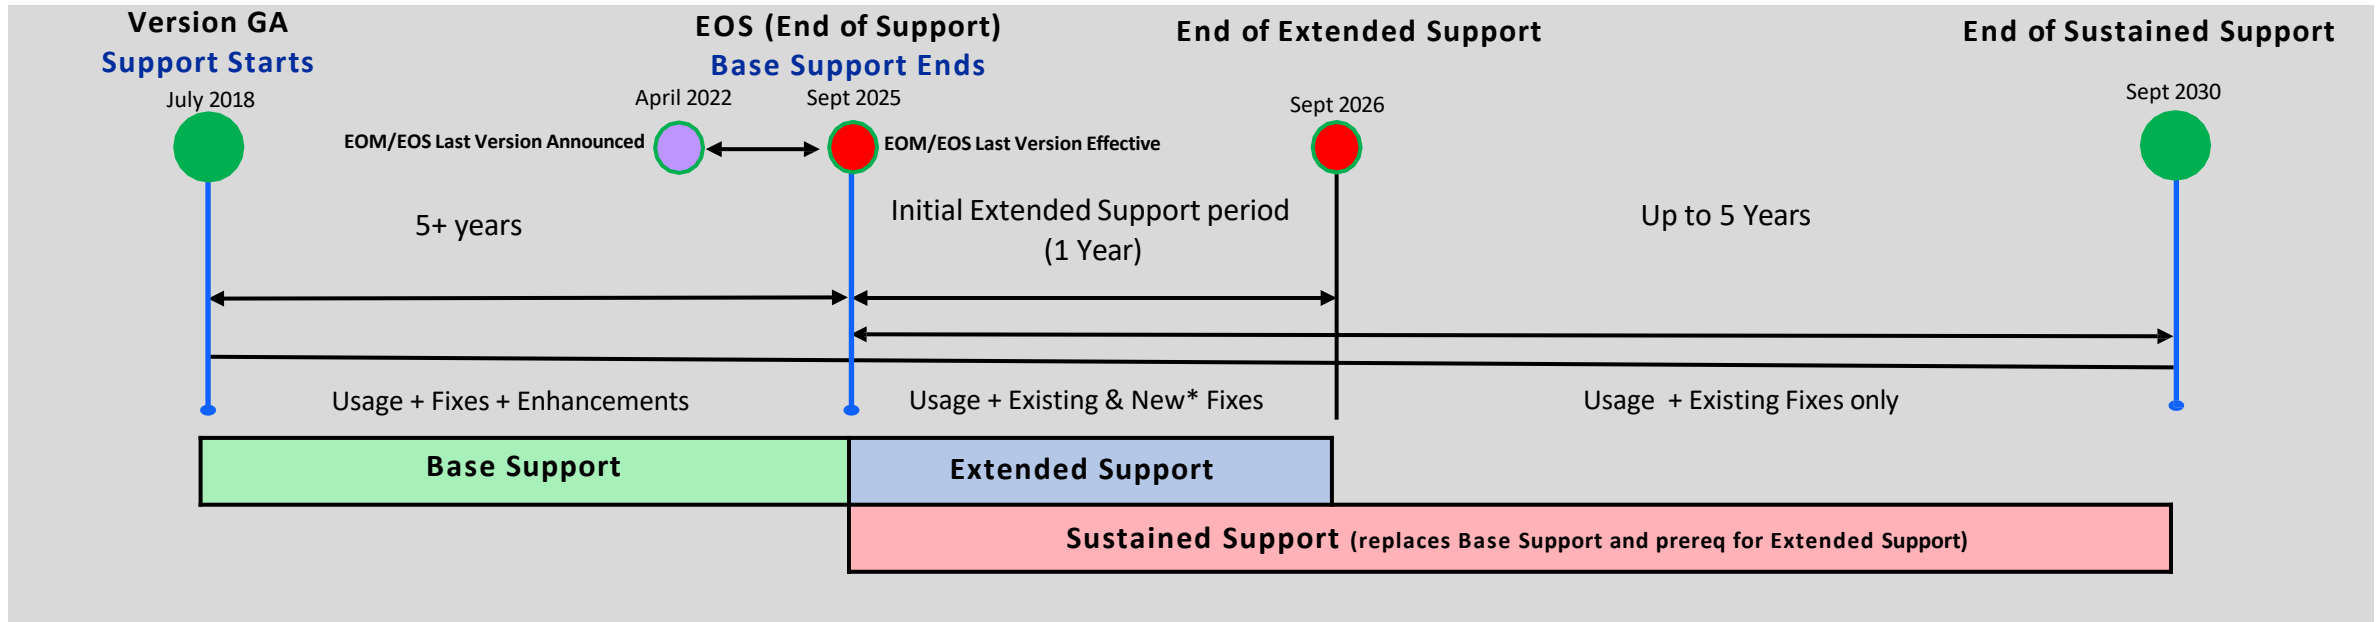 Version GA
Support Starts
July 2018
EOS (End of Support)
Base Support Ends
April 2022
Sept 2025
End of Extended Support
Sept 2026
End of Sustained Support
Sept 2030
EOM/EOS Last Version Announced
EOM/EOS Last Version Effective
5+ years
Initial Extended Support period
(1 Year)
Up to 5 Years
Usage + Fixes + Enhancements
Usage + Existing & New* Fixes
Usage + Existing Fixes only
Base Support
Extended Support
Sustained Support (replaces Base Support and prereq for Extended Support)